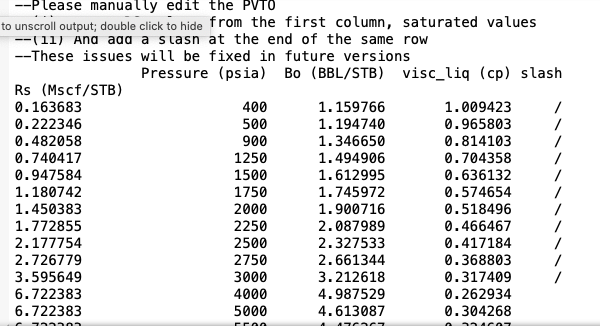 --Please manually edit the PVTO
to unscroll output; double click to hide from the first column, saturated values
--(ii) And add a slash at the end of the same row
--These issues will be fixed in future versions
Pressure (psia) Bo (BBL/STB) visc_liq (cp) slash
Rs (Mscf/STB)
0.163683 400 1.159766 1.009423 /
0.222346 500 1.194740 0.965803 /
0.482058 900 1.346650 0.814103 /
0.740417 1250 1.494906 0.704358 /
0.947584 1500 1.612995 0.636132 /
1.180742 1750 1.745972 0.574654 /
1.450383 2000 1.900716 0.518496 /
1.772855 2250 2.087989 0.466467 /
2.177754 2500 2.327533 0.417184 /
2.726779 2750 2.661344 0.368803 /
3.595649 3000 3.212618 0.317409 /
6.722383 4000 4.987529 0.262934
6.722383 5000 4.613087 0.304268